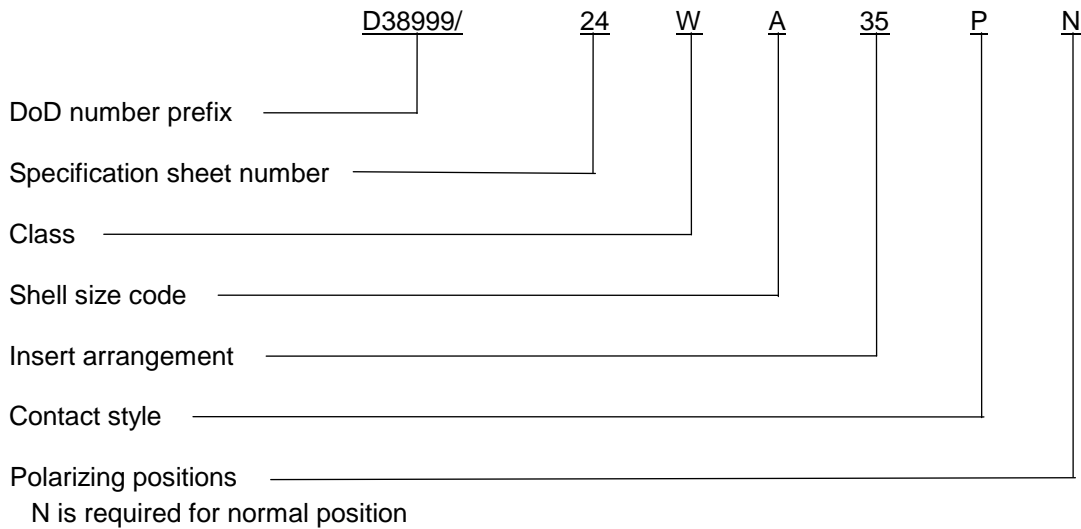 D38999/ 24 W A 35 P N
DoD number prefix
Specification sheet number
Class
Shell size code
Insert arrangement
Contact style
Polarizing positions
N is required for normal position